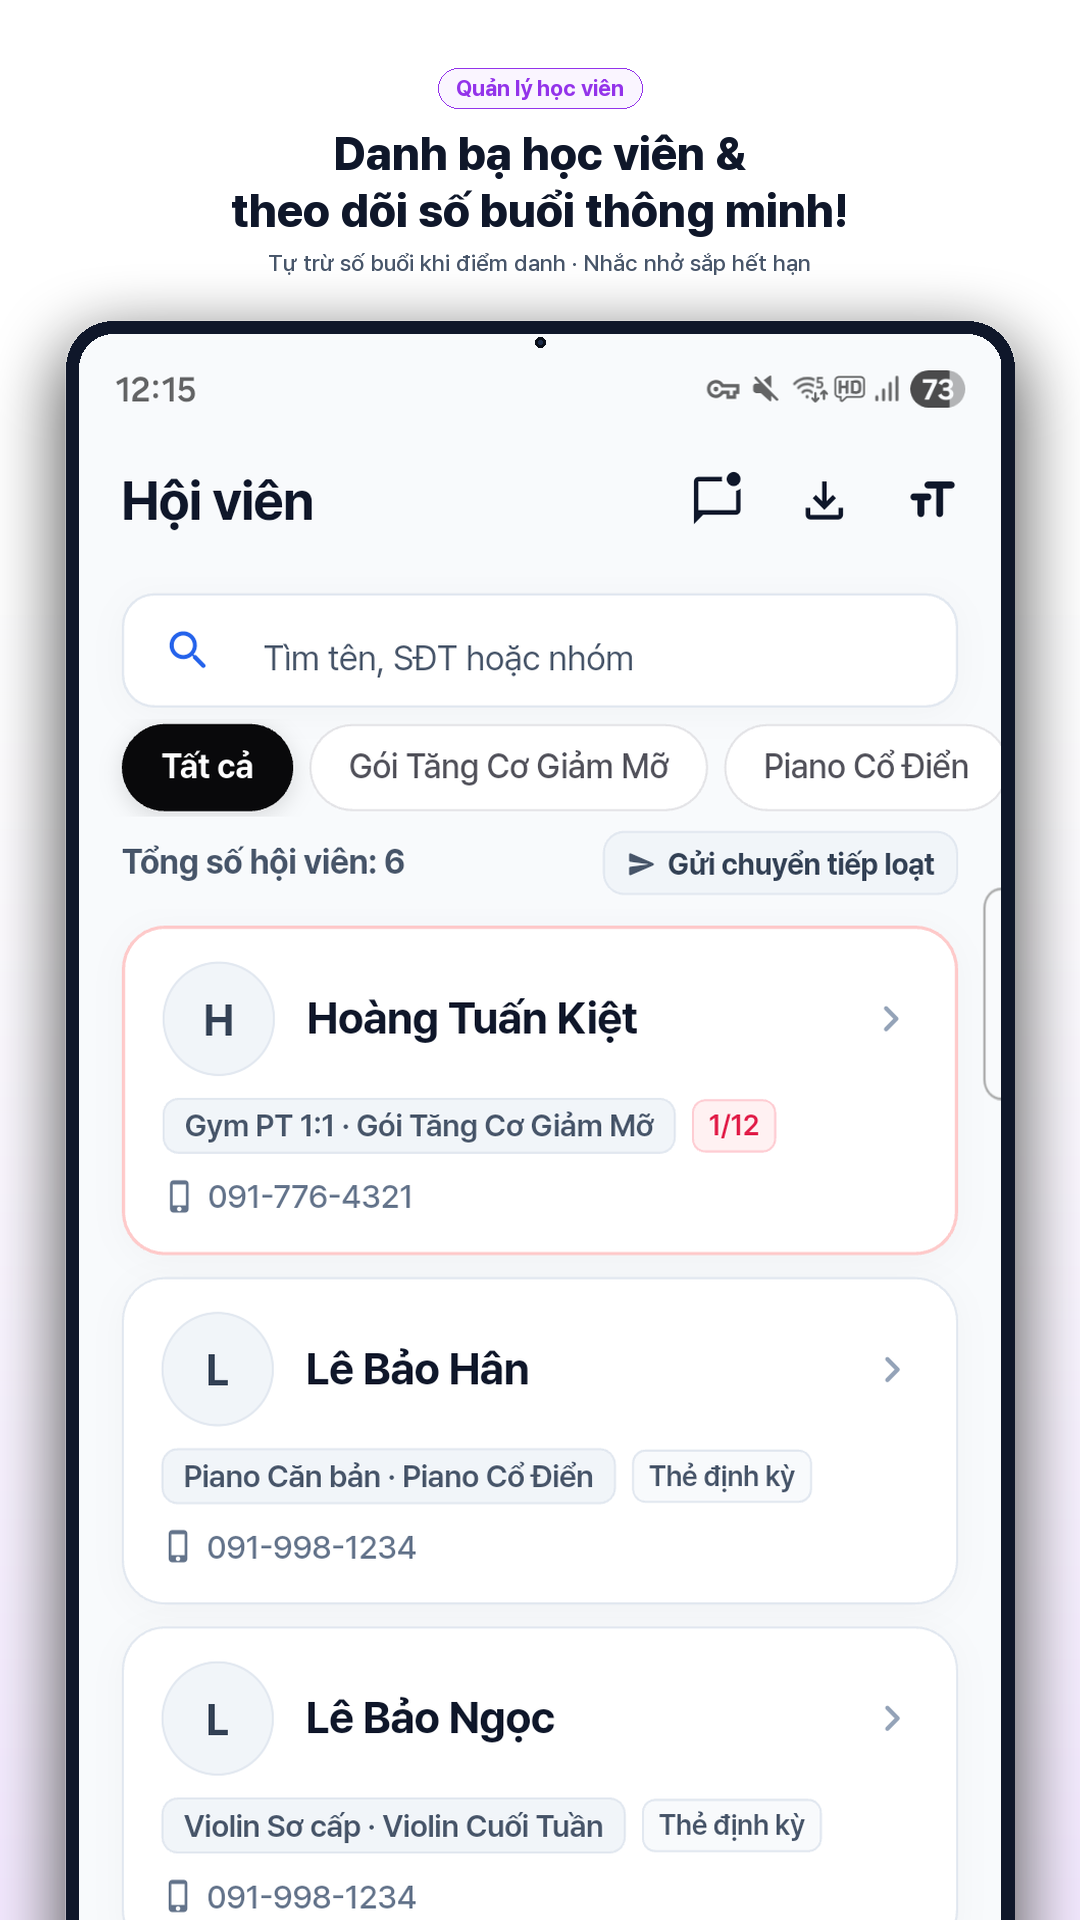 Quản lý học viên
Danh bạ học viên &
theo dõi số buổi thông minh!
Tự trừ số buổi khi điểm danh · Nhắc nhở sắp hết hạn
12:15
5
HD
73
Hội viên
Tìm tên, SĐT hoặc nhóm
Tất cả
Gói Tăng Cơ Giảm Mỡ
Piano Cổ Điển
Tổng số hội viên: 6
Gửi chuyển tiếp loạt
H
Hoàng Tuấn Kiệt
Gym PT 1:1 · Gói Tăng Cơ Giảm Mỡ
1/12
091-776-4321
L
Lê Bảo Hân
Piano Căn bản · Piano Cổ Điển
Thẻ định kỳ
091-998-1234
L
Lê Bảo Ngọc
Violin Sơ cấp · Violin Cuối Tuần
Thẻ định kỳ
091-998-1234